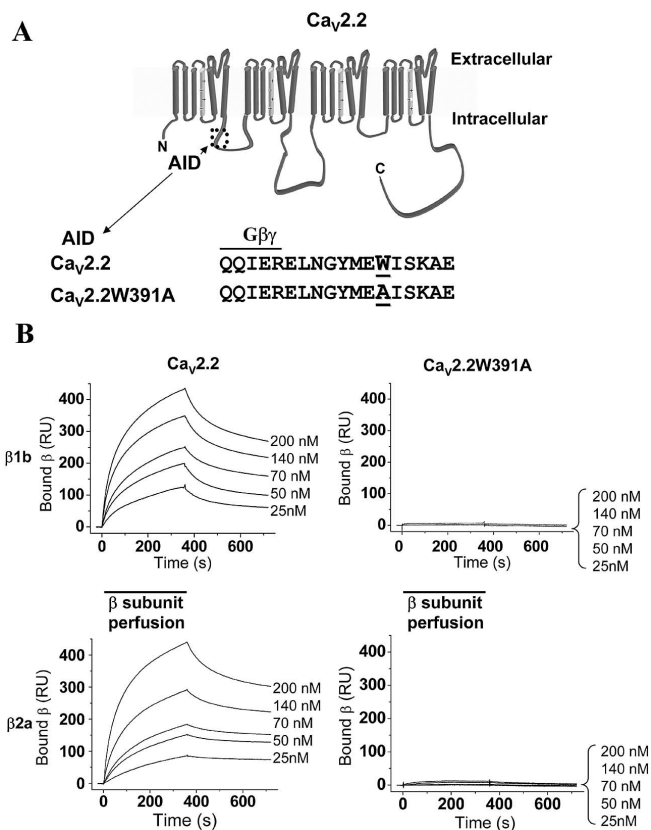 A
Cav2.2
Extracellular
Intracellular
N
AID
C
AID
Gβγ
Cav2.2 QQIERELNGYMEWISKAE
Cav2.2W391A QQIERELNGYMEAISKAE
B
Cav2.2
Cav2.2W391A
β1b
Bound β (RU)
400
300
200
100
0
200 nM
140 nM
70 nM
50 nM
25nM
0 200 400 600
Time (s)
Bound β (RU)
400
300
200
100
0
200 nM
140 nM
70 nM
50 nM
25nM
0 200 400 600
Time (s)
β subunit
perfusion
β subunit
perfusion
β2a
Bound β (RU)
400
300
200
100
0
200 nM
140 nM
70 nM
50 nM
25nM
0 200 400 600
Time (s)
Bound β (RU)
400
300
200
100
0
200 nM
140 nM
70 nM
50 nM
25nM
0 200 400 600
Time (s)